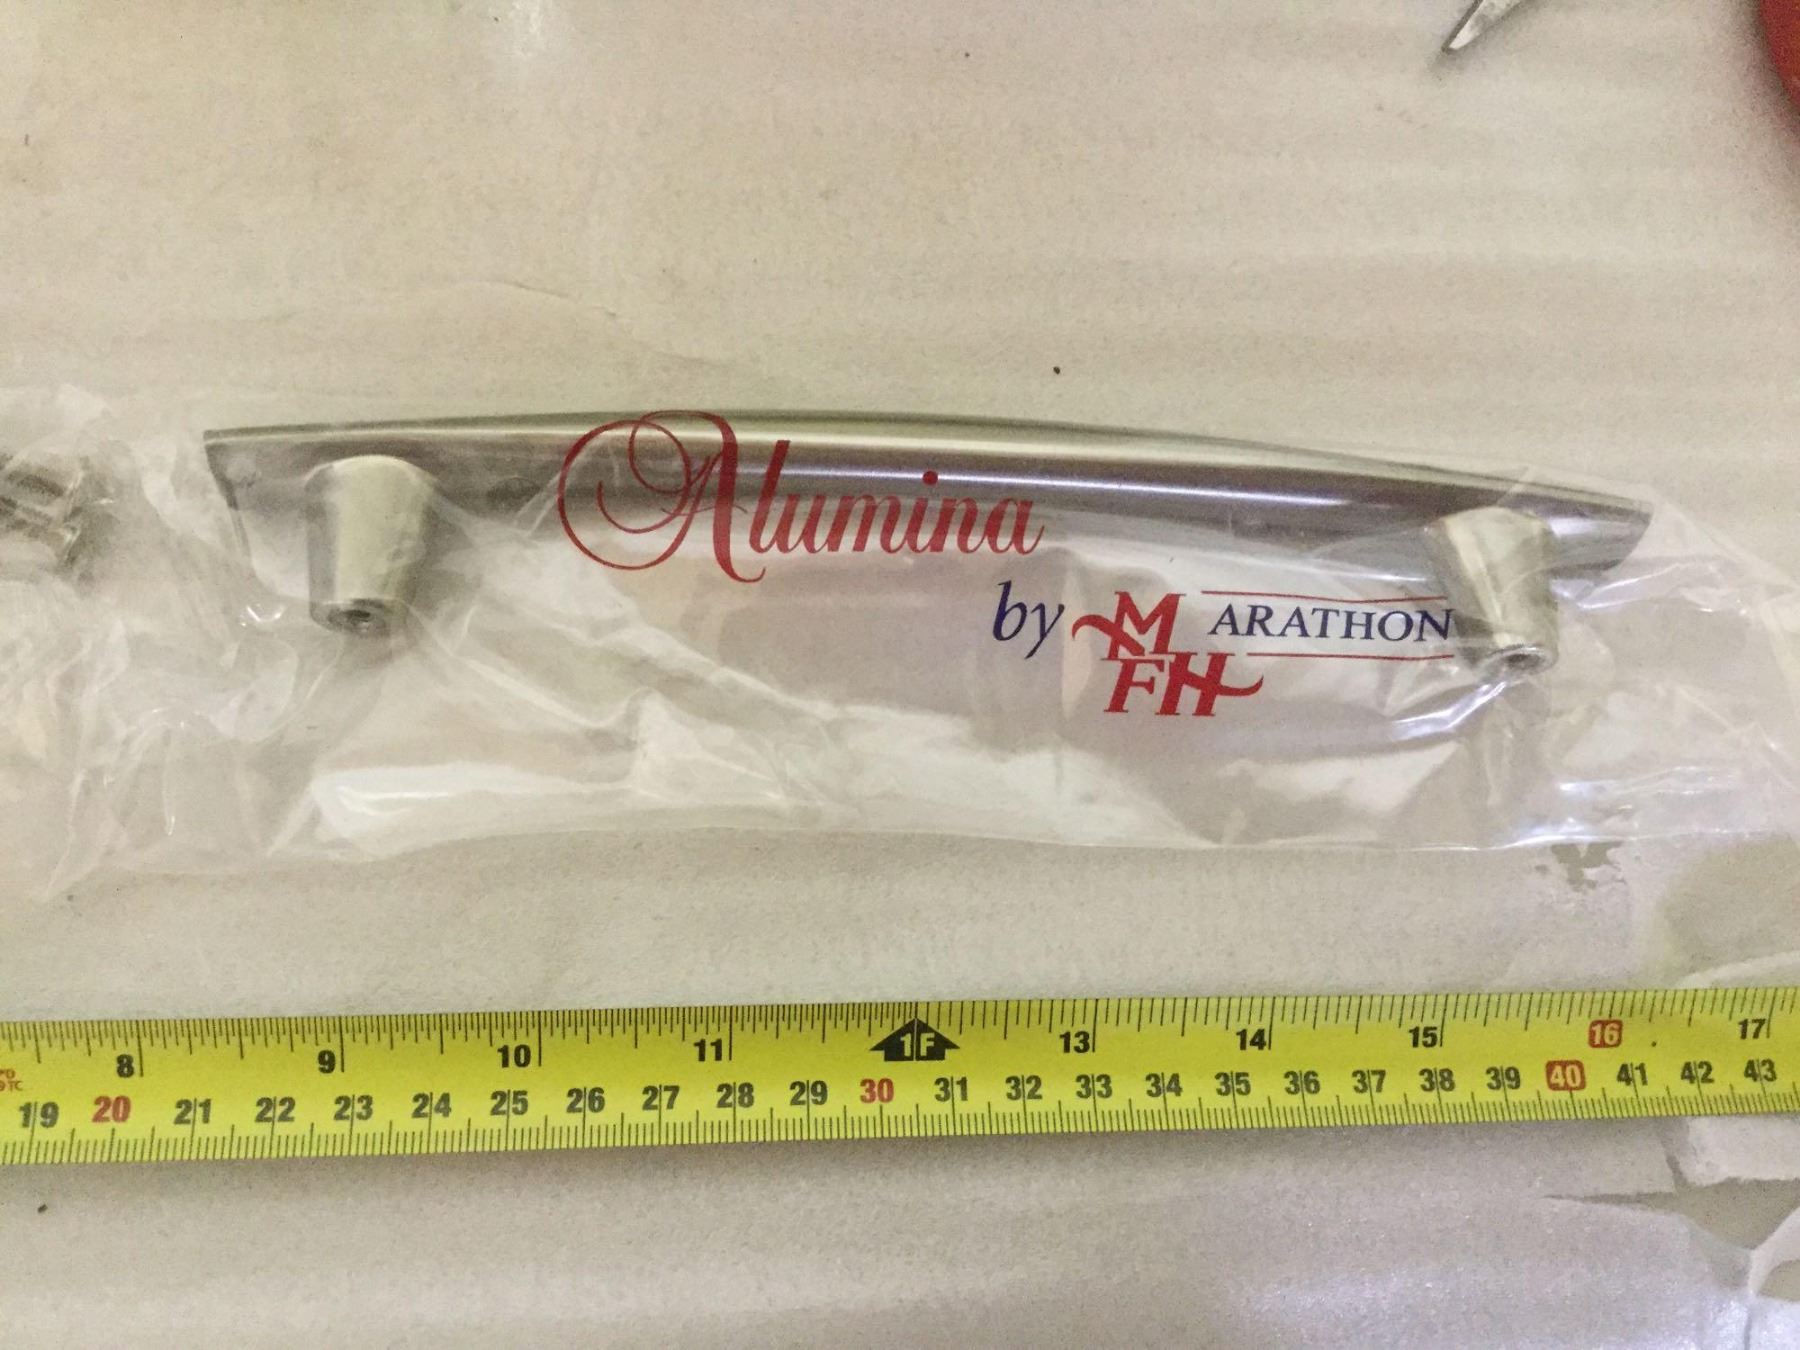 Alumina
by MARATHON
MFH
8 9 10 11 1F 13 14 15 16 17
19 20 21 22 23 24 25 26 27 28 29 30 31 32 33 34 35 36 37 38 39 40 41 42 43